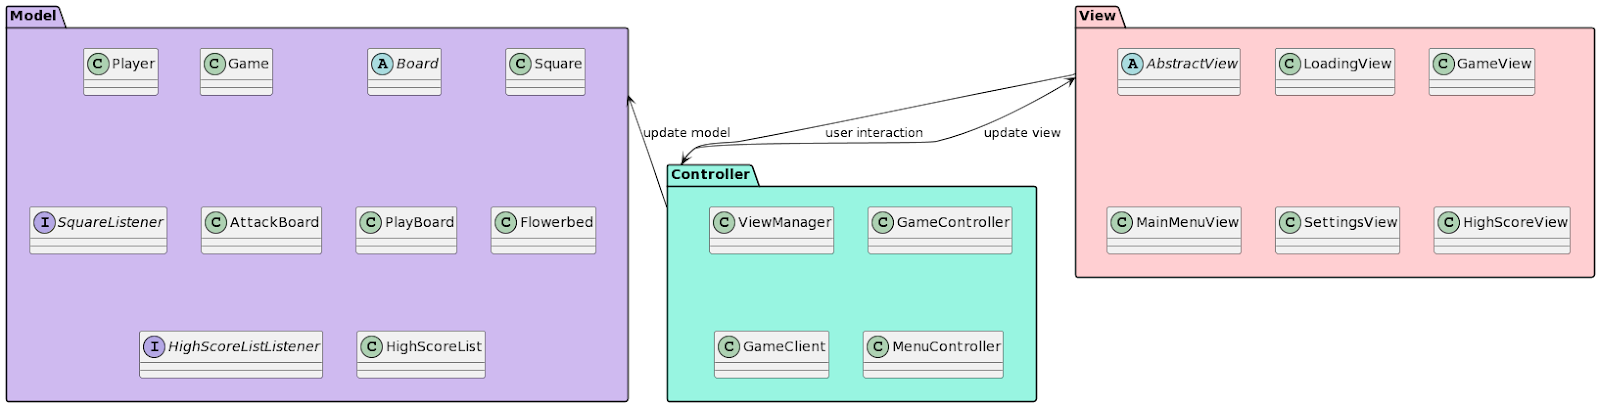 Model
C Player
C Game
A Board
C Square
I SquareListener
C AttackBoard
C PlayBoard
C Flowerbed
I HighScoreListListener
C HighScoreList
update model
user interaction
update view
Controller
C ViewManager
C GameController
C GameClient
C MenuController
View
A AbstractView
C LoadingView
C GameView
C MainMenuView
C SettingsView
C HighScoreView